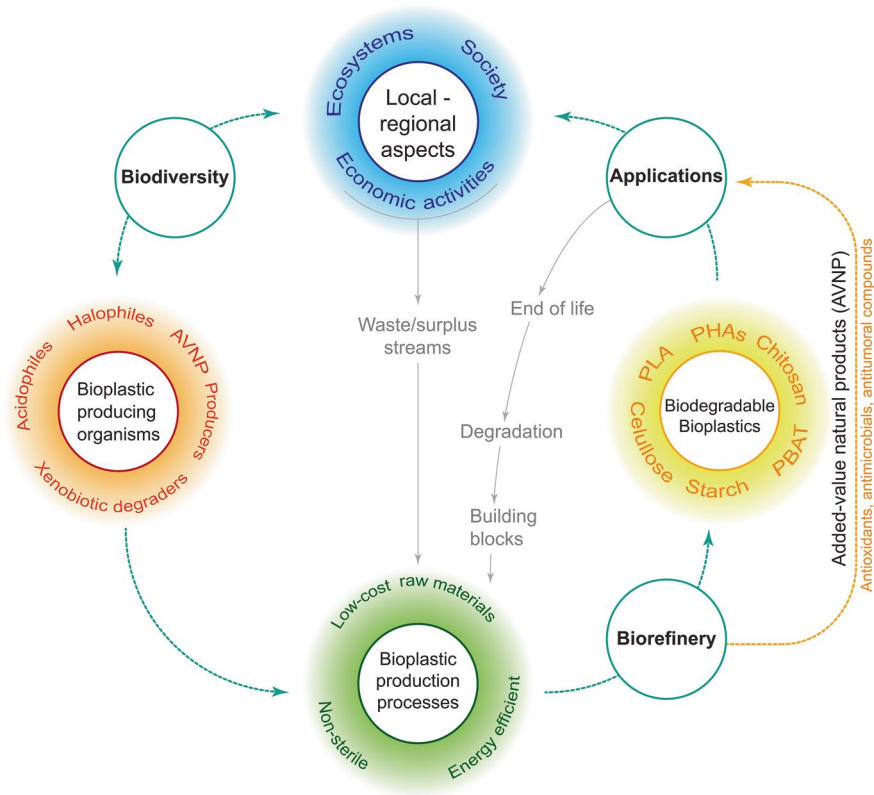 Ecosystems
Society
Local -
regional
aspects
Economic activities
Biodiversity
Applications
Halophiles
Acidophiles
AVNP Producers
Bioplastic
producing
organisms
Xenobiotic degraders
Waste/surplus
streams
End of life
Degradation
Building
blocks
PLA
PHAs
Chitosan
Celullose
Starch
PBAT
Biodegradable
Bioplastics
Added-value natural products (AVNP)
Antioxidants, antimicrobials, antitumoral compounds
Low-cost raw materials
Bioplastic
production
processes
Non-sterile
Energy efficient
Biorefinery